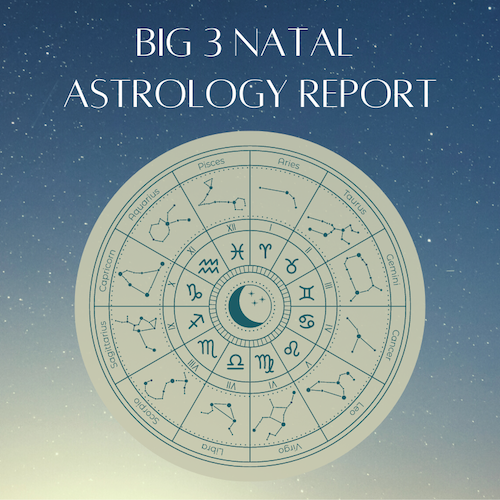 BIG 3 NATAL
ASTROLOGY REPORT
Aries
Taurus
Gemini
Cancer
Leo
Virgo
Libra
Scorpio
Sagittarius
Capricorn
Aquarius
Pisces
I
II
III
IV
V
VI
VII
VIII
IX
X
XI
XII